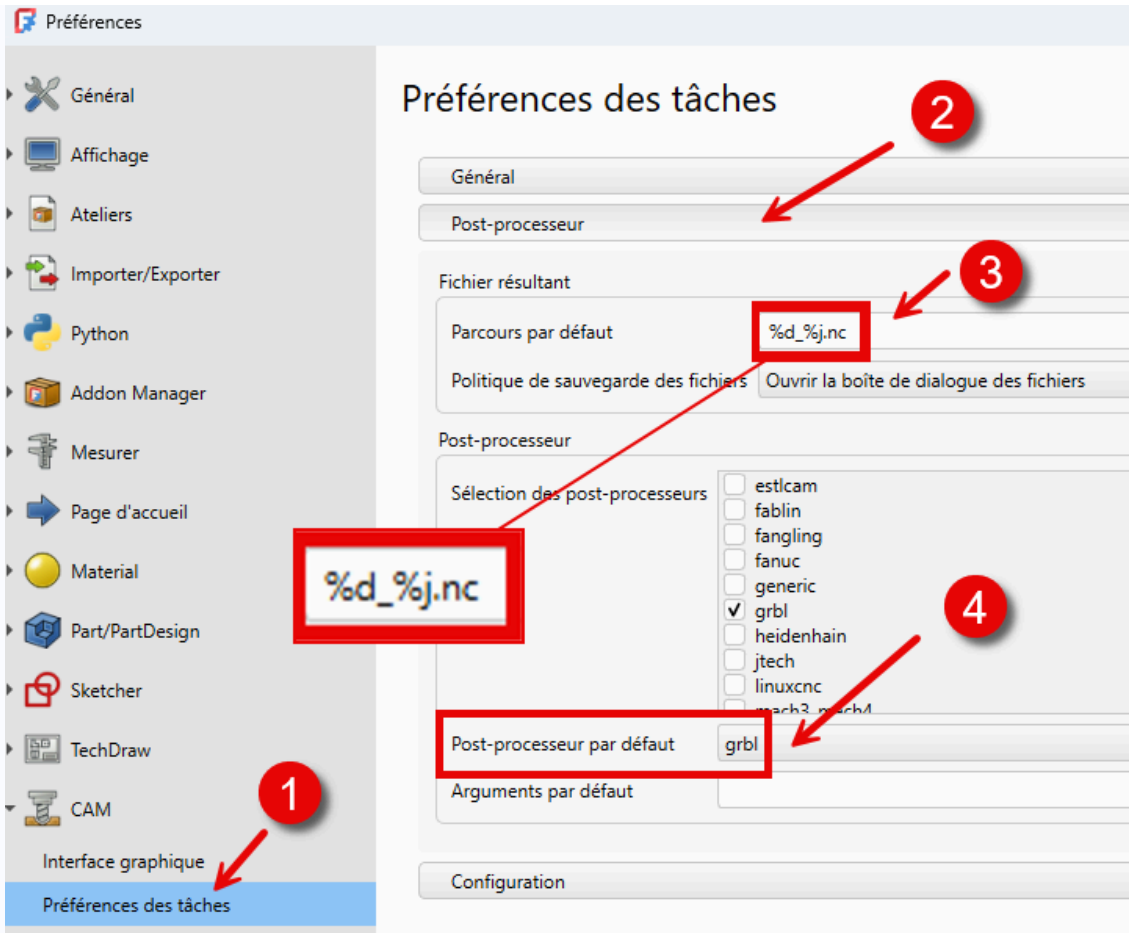 Préférences
Général
Affichage
Ateliers
Importer/Exporter
Python
Addon Manager
Mesurer
Page d'accueil
Material
Part/PartDesign
Sketcher
TechDraw
CAM
Interface graphique
Préférences des tâches
1
Préférences des tâches
2
Général
Post-processeur
3
Fichier résultant
Parcours par défaut %d_%j.nc
Politique de sauvegarde des fichiers Ouvrir la boîte de dialogue des fichiers
Post-processeur
Sélection des post-processeurs
estlcam
fablin
fangling
fanuc
generic
grbl
heidenhain
jtech
linuxcnc
mach3_mach4
%d_%j.nc
4
Post-processeur par défaut grbl
Arguments par défaut
Configuration